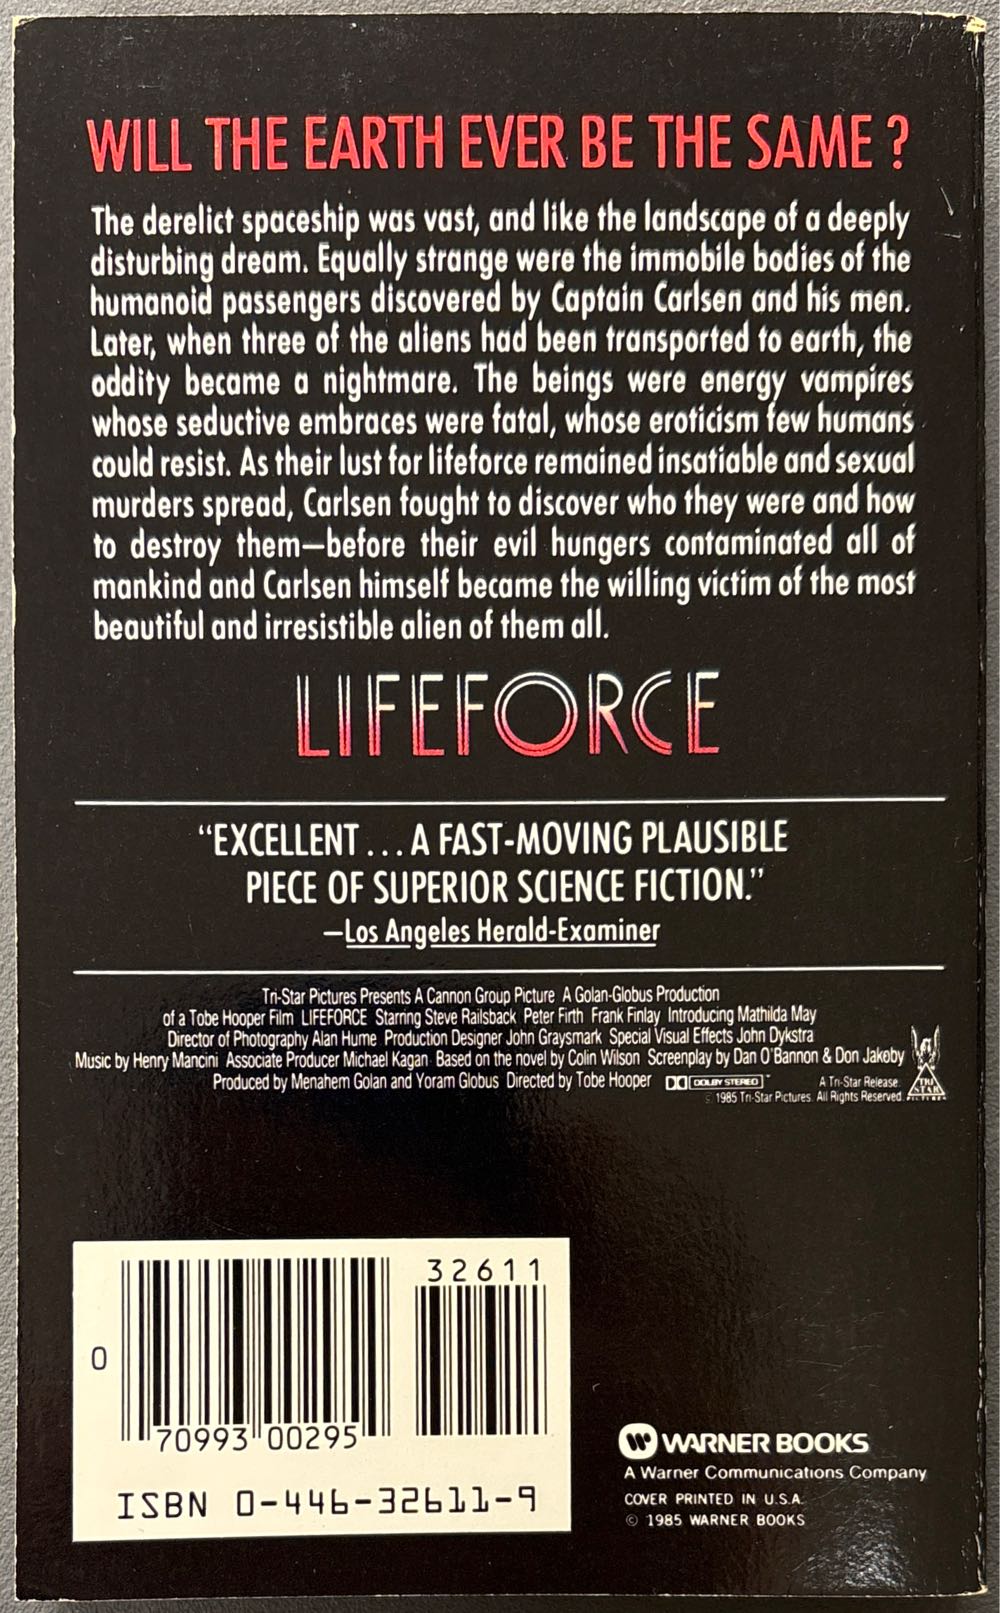 WILL THE EARTH EVER BE THE SAME?
The derelict spaceship was vast, and like the landscape of a deeply
disturbing dream. Equally strange were the immobile bodies of the
humanoid passengers discovered by Captain Carlsen and his men.
Later, when three of the aliens had been transported to earth, the
oddity became a nightmare. The beings were energy vampires
whose seductive embraces were fatal, whose eroticism few humans
could resist. As their lust for lifeforce remained insatiable and sexual
murders spread, Carlsen fought to discover who they were and how
to destroy them—before their evil hungers contaminated all of
mankind and Carlsen himself became the willing victim of the most
beautiful and irresistible alien of them all.
LIFEFORCE
“EXCELLENT... A FAST-MOVING PLAUSIBLE
PIECE OF SUPERIOR SCIENCE FICTION.”
—Los Angeles Herald-Examiner
Tri-Star Pictures Presents A Cannon Group Picture A Golan-Globus Production
of a Tobe Hooper Film LIFEFORCE Starring Steve Railsback Peter Firth Frank Finlay Introducing Mathilda May
Director of Photography Alan Hume Production Designer John Graysmark Special Visual Effects John Dykstra
Music by Henry Mancini Associate Producer Michael Kagan Based on the novel by Colin Wilson Screenplay by Dan O'Bannon & Don Jakoby
Produced by Menahem Golan and Yoram Globus Directed by Tobe Hooper DOLBY STEREO A Tri-Star Release
© 1985 Tri-Star Pictures. All Rights Reserved.
TRI
STAR
PICTURES
32611
0
70993 00295
ISBN 0-446-32611-9
WARNER BOOKS
A Warner Communications Company
COVER PRINTED IN U.S.A.
© 1985 WARNER BOOKS